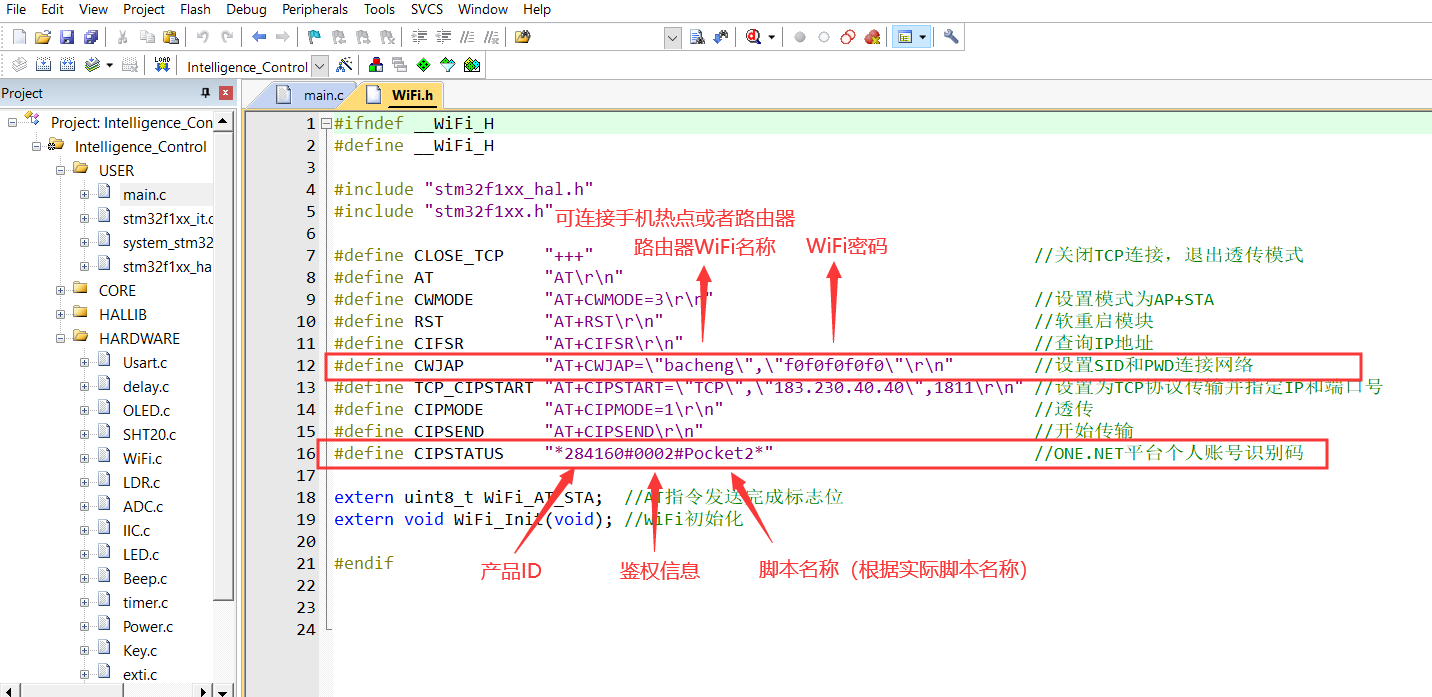 File Edit View Project Flash Debug Peripherals Tools SVCS Window Help
LOAD
Intelligence_Control
Project
main.c
WiFi.h
Project: Intelligence_Con
Intelligence_Control
USER
main.c
stm32f1xx_it.c
system_stm32
stm32f1xx_ha
CORE
HALLIB
HARDWARE
Usart.c
delay.c
OLED.c
SHT20.c
WiFi.c
LDR.c
ADC.c
IIC.c
LED.c
Beep.c
timer.c
Power.c
Key.c
exti.c
1 #ifndef __WiFi_H
2 #define __WiFi_H
3
4 #include "stm32f1xx_hal.h"
5 #include "stm32f1xx.h"
可连接手机热点或者路由器
6
路由器WiFi名称 WiFi密码
7 #define CLOSE_TCP "+++" //关闭TCP连接，退出透传模式
8 #define AT "AT\r\n"
9 #define CWMODE "AT+CWMODE=3\r\n" //设置模式为AP+STA
10 #define RST "AT+RST\r\n" //软重启模块
11 #define CIFSR "AT+CIFSR\r\n" //查询IP地址
12 #define CWJAP "AT+CWJAP=\"bacheng\",\"f0f0f0f0f0\"\r\n" //设置SID和PWD连接网络
13 #define TCP_CIPSTART "AT+CIPSTART=\"TCP\",\"183.230.40.40\",1811\r\n" //设置为TCP协议传输并指定IP和端口号
14 #define CIPMODE "AT+CIPMODE=1\r\n" //透传
15 #define CIPSEND "AT+CIPSEND\r\n" //开始传输
16 #define CIPSTATUS "*284160#0002#Pocket2*" //ONE.NET平台个人账号识别码
17
18 extern uint8_t WiFi_AT_STA; //AT指令发送完成标志位
19 extern void WiFi_Init(void); //WiFi初始化
20
21 #endif
产品ID 鉴权信息 脚本名称（根据实际脚本名称）
22
23
24